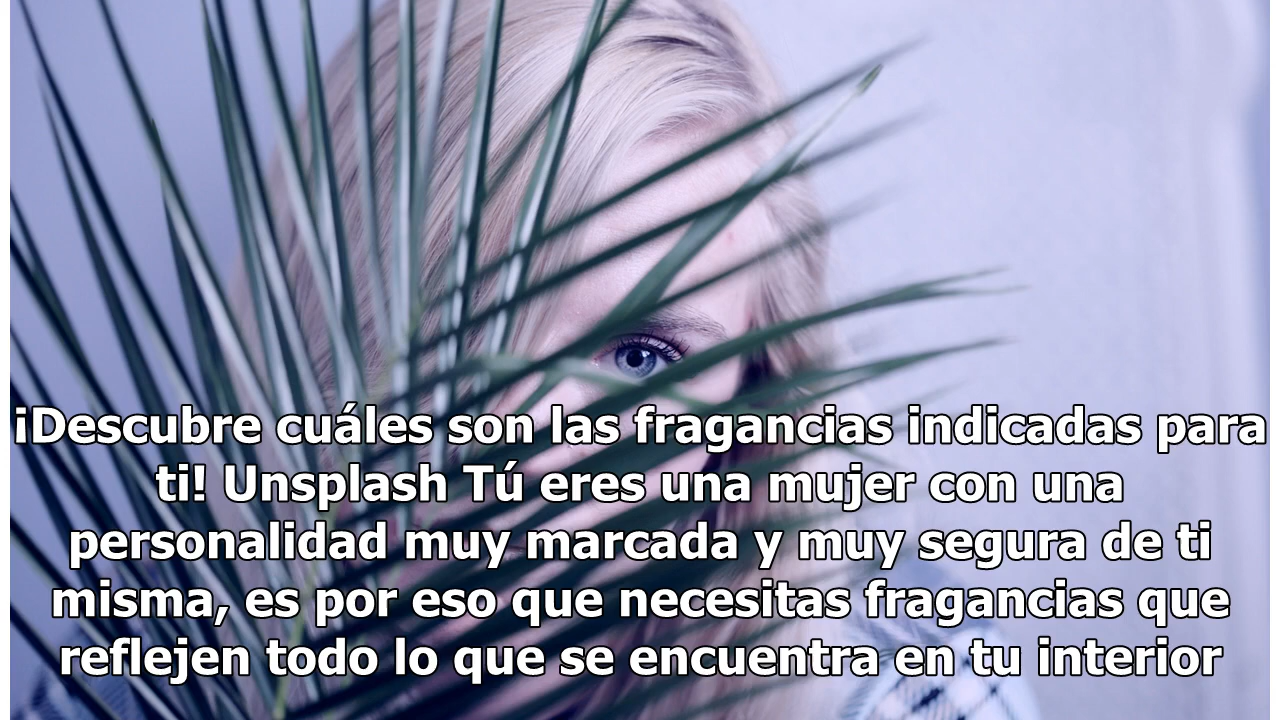 ¡Descubre cuáles son las fragancias indicadas para
ti! Unsplash Tú eres una mujer con una
personalidad muy marcada y muy segura de ti
misma, es por eso que necesitas fragancias que
reflejen todo lo que se encuentra en tu interior